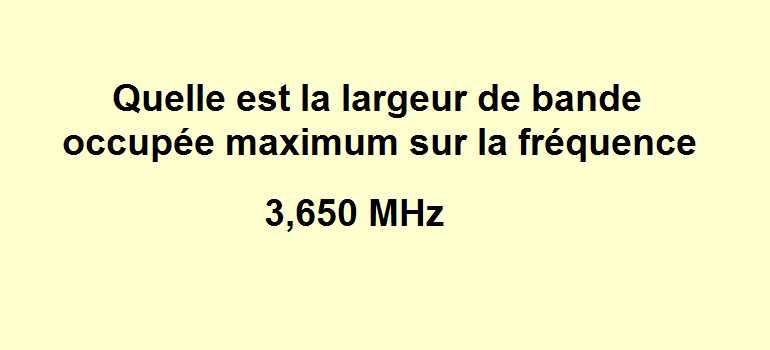 Quelle est la largeur de bande
occupée maximum sur la fréquence
3,650 MHz